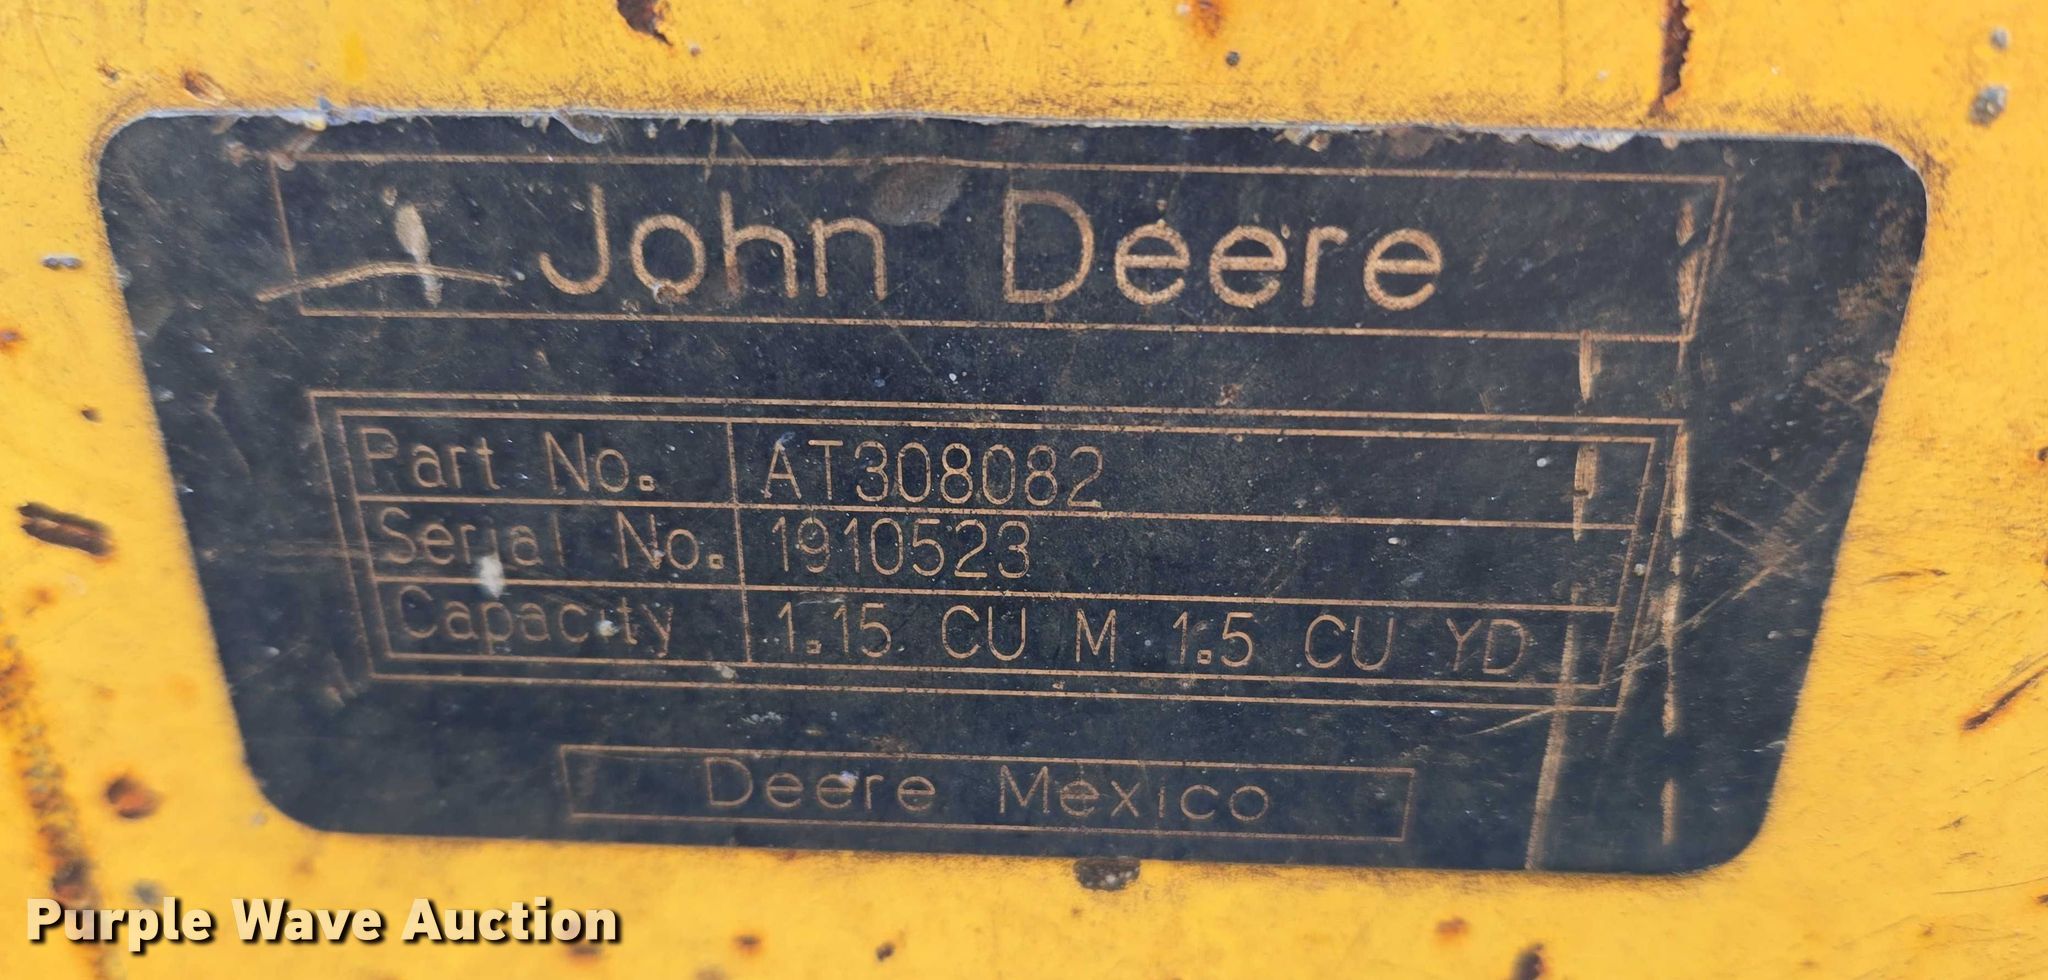 John Deere
Part No. AT308082
Serial No. 1910523
Capacity 1.15 CU M 1.5 CU YD
Deere Mexico
Purple Wave Auction